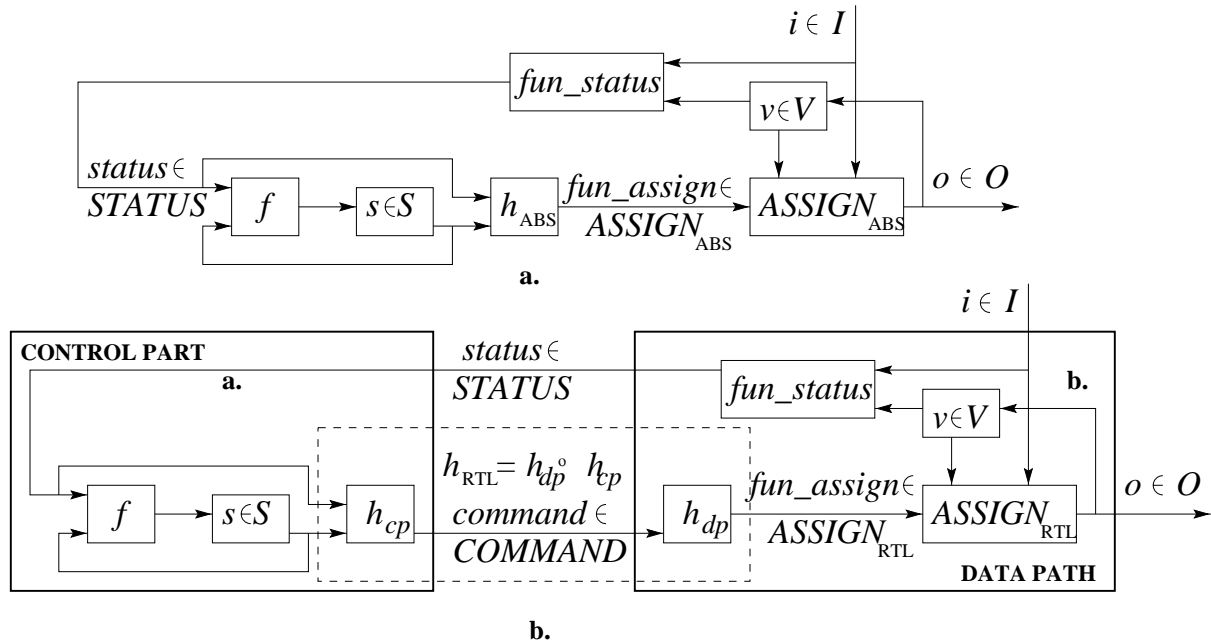 i ∈ I
fun_status
v∈V
status ∈
STATUS
f
s∈S
h_ABS
fun_assign ∈
ASSIGN_ABS
ASSIGN_ABS
o ∈ O
a.
i ∈ I
CONTROL PART
a.
status ∈
STATUS
fun_status
b.
v∈V
h_RTL = h_dp ° h_cp
f
s∈S
h_cp
command ∈
COMMAND
h_dp
fun_assign ∈
ASSIGN_RTL
ASSIGN_RTL
o ∈ O
DATA PATH
b.